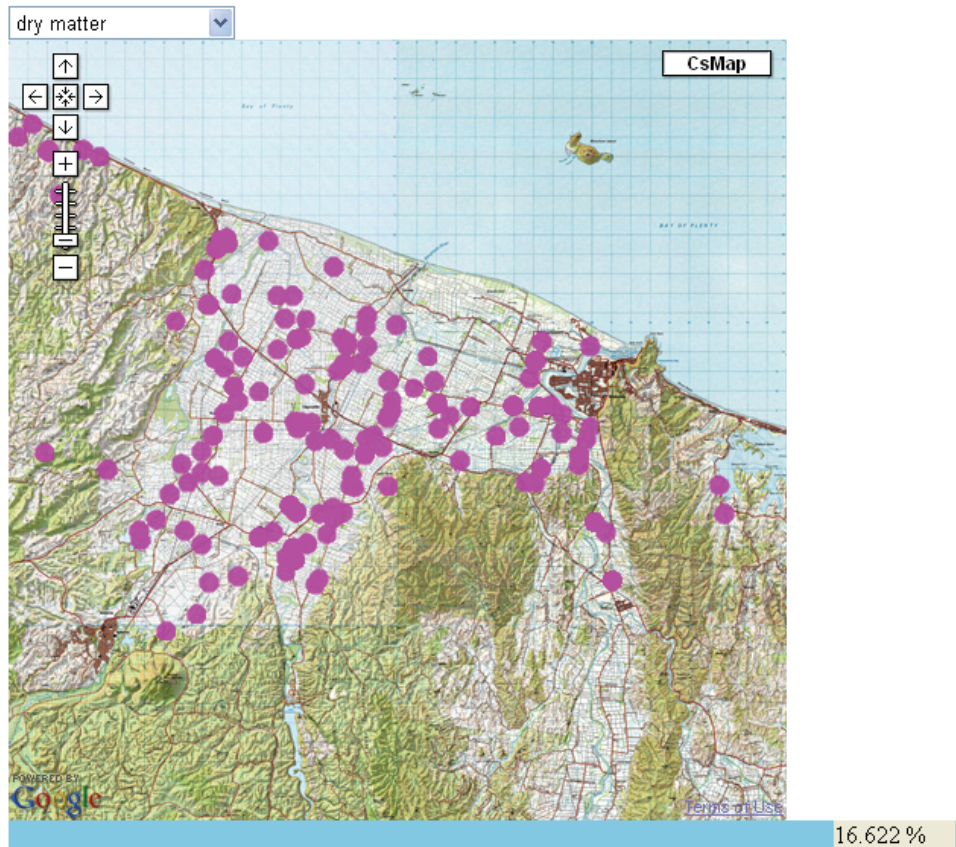 dry matter
CsMap
Bay of Plenty
BAY OF PLENTY
POWERED BY
Google
Terms of Use
16.622 %